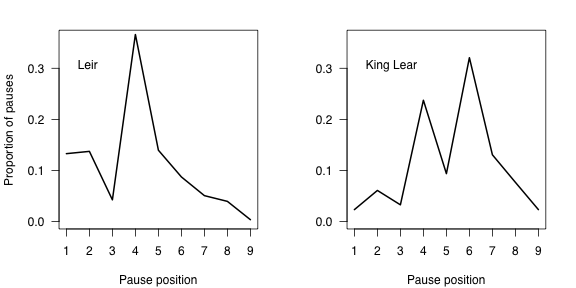 Leir
King Lear
Proportion of pauses
0.3
0.2
0.1
0.0
1 2 3 4 5 6 7 8 9
Pause position
0.3
0.2
0.1
0.0
1 2 3 4 5 6 7 8 9
Pause position